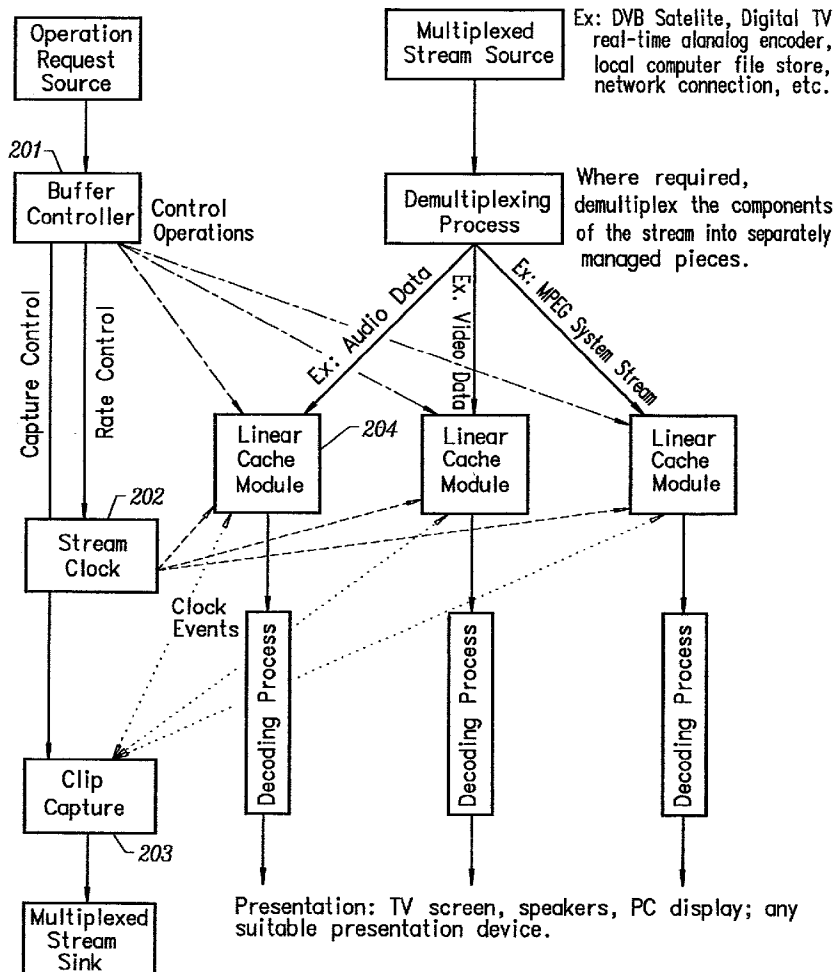 Operation
Request
Source
Multiplexed
Stream Source
Ex: DVB Satelite, Digital TV
real-time alanalog encoder,
local computer file store,
network connection, etc.
201
Buffer
Controller
Control
Operations
Demultiplexing
Process
Where required,
demultiplex the components
of the stream into separately
managed pieces.
Capture Control
Rate Control
Ex: Audio Data
Ex. Video Data
Ex: MPEG System Stream
Linear
Cache
Module
204
Linear
Cache
Module
Linear
Cache
Module
202
Stream
Clock
Clock
Events
Decoding Process
Decoding Process
Decoding Process
Clip
Capture
203
Multiplexed
Stream
Sink
Presentation: TV screen, speakers, PC display; any
suitable presentation device.